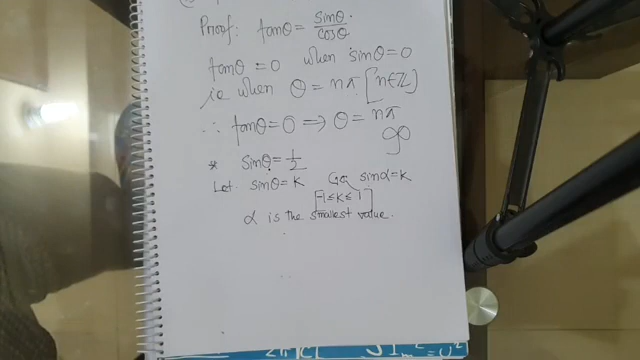 Proof: tanθ = sinθ/cosθ.
tanθ = 0 when sinθ = 0
ie when θ = nπ [n∈ℤ]
∴ tanθ = 0 ⟹ θ = nπ
* sinθ = 1/2
Let sinθ = K sinα = K
[-1 ≤ K ≤ 1]
α is the smallest value.